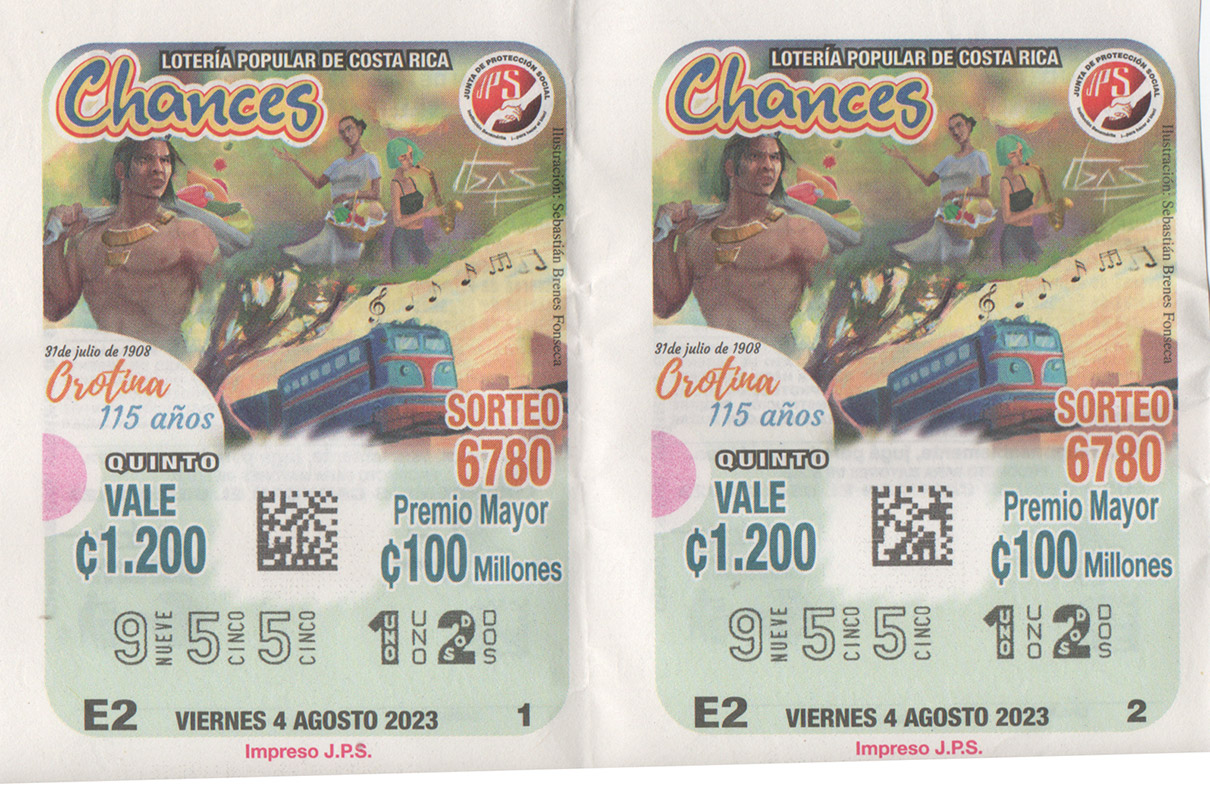 LOTERÍA POPULAR DE COSTA RICA
Chances
JUNTA DE PROTECCIÓN SOCIAL
JPS
Ilustración: Sebastián Brenes Fonseca
31de julio de 1908
Orotina
115 años
SORTEO
6780
QUINTO
VALE
₡1.200
Premio Mayor
₡100 Millones
9 NUEVE 5 CINCO 5 CINCO 1 UNO UNO 2 DOS DOS
E2 VIERNES 4 AGOSTO 2023 1
Impreso J.P.S.
LOTERÍA POPULAR DE COSTA RICA
Chances
JUNTA DE PROTECCIÓN SOCIAL
JPS
Ilustración: Sebastián Brenes Fonseca
31de julio de 1908
Orotina
115 años
SORTEO
6780
QUINTO
VALE
₡1.200
Premio Mayor
₡100 Millones
9 NUEVE 5 CINCO 5 CINCO 1 UNO UNO 2 DOS DOS
E2 VIERNES 4 AGOSTO 2023 2
Impreso J.P.S.